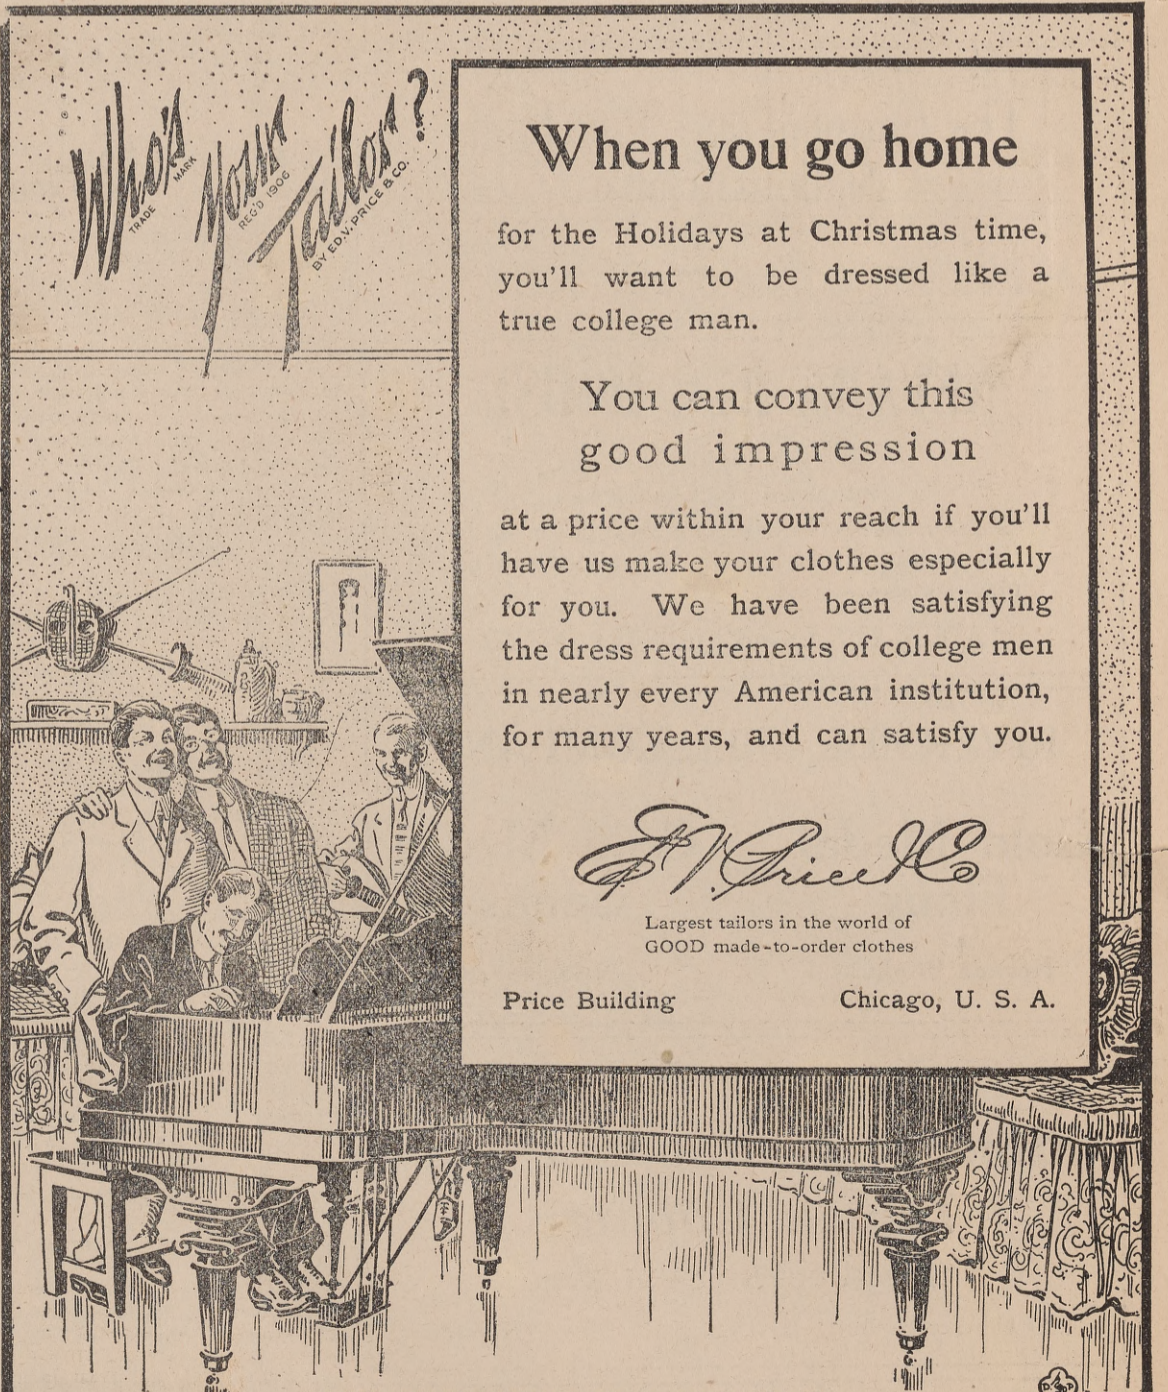 Who's
Your
Tailor?
TRADE MARK
REG'D 1906
BY ED.V. PRICE & CO.
When you go home
for the Holidays at Christmas time,
you'll want to be dressed like a
true college man.
You can convey this
good impression
at a price within your reach if you'll
have us make your clothes especially
for you. We have been satisfying
the dress requirements of college men
in nearly every American institution,
for many years, and can satisfy you.
Ed V. Price & Co
Largest tailors in the world of
GOOD made-to-order clothes
Price Building Chicago, U. S. A.